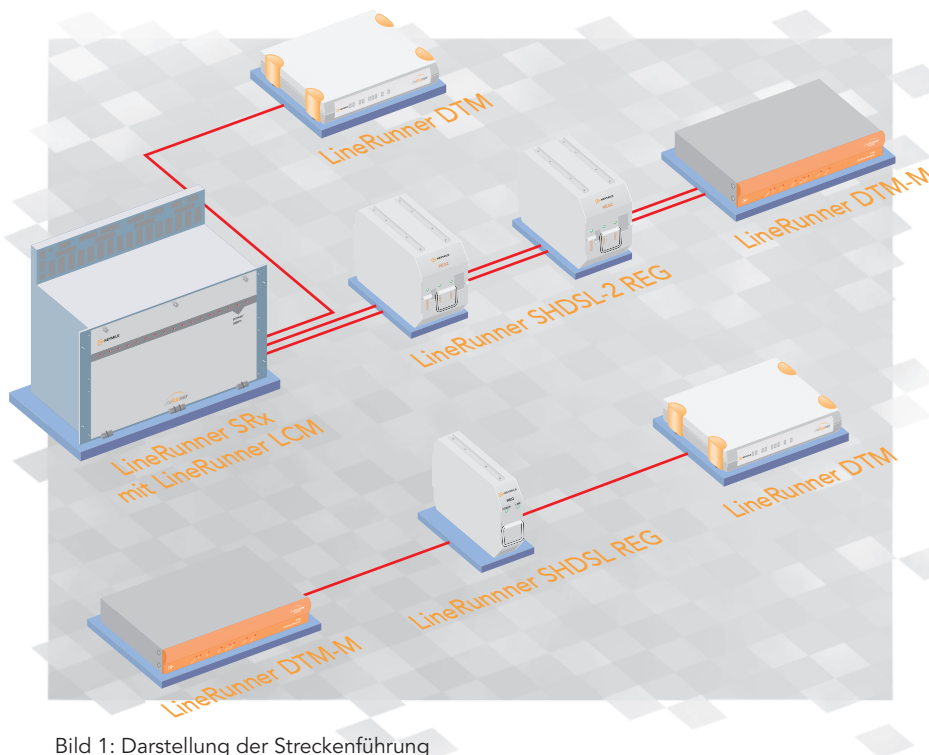 LineRunner DTM
LineRunner DTM-M
LineRunner SHDSL-2 REG
LineRunner SRx
mit LineRunner LCM
LineRunner DTM
LineRunnner SHDSL REG
LineRunner DTM-M
Bild 1: Darstellung der Streckenführung